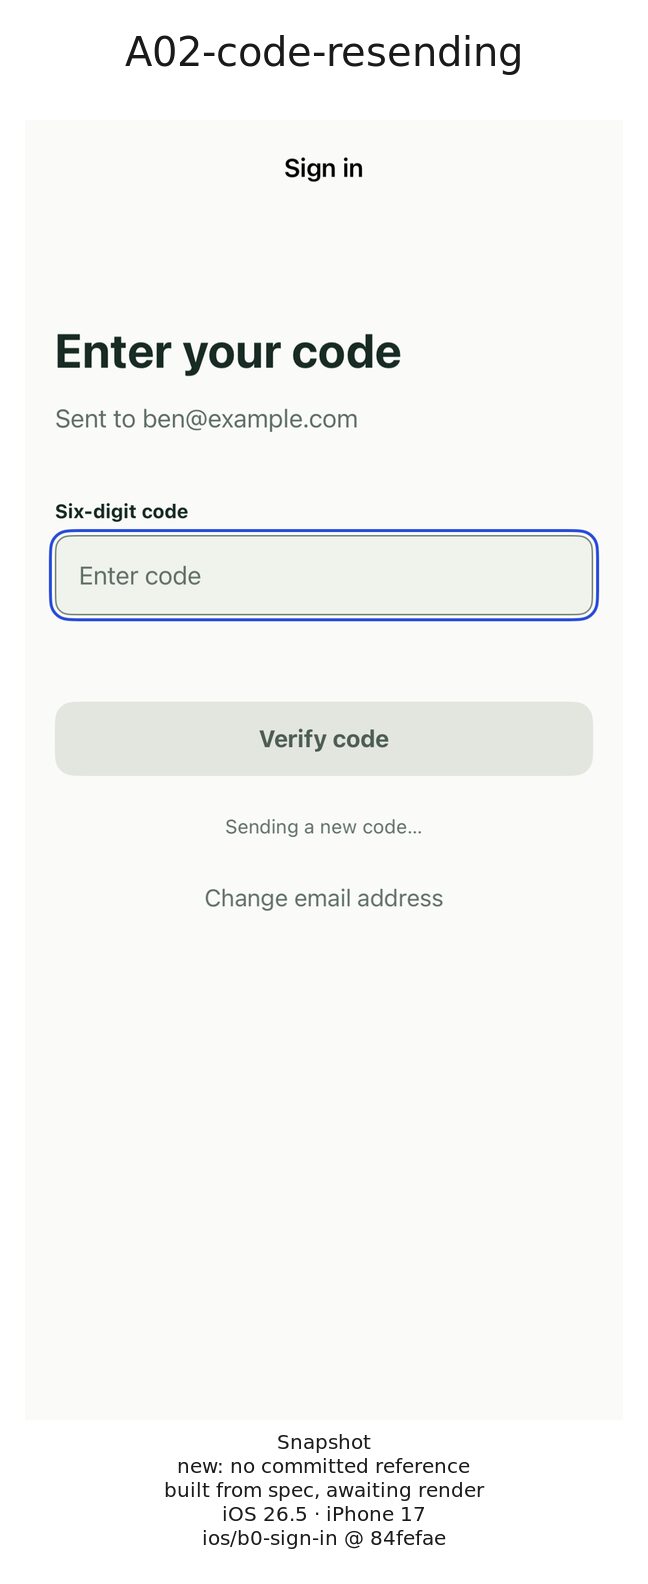 A02-code-resending
Sign in
Enter your code
Sent to ben@example.com
Six-digit code
Enter code
Verify code
Sending a new code…
Change email address
Snapshot
new: no committed reference
built from spec, awaiting render
iOS 26.5 · iPhone 17
ios/b0-sign-in @ 84fefae